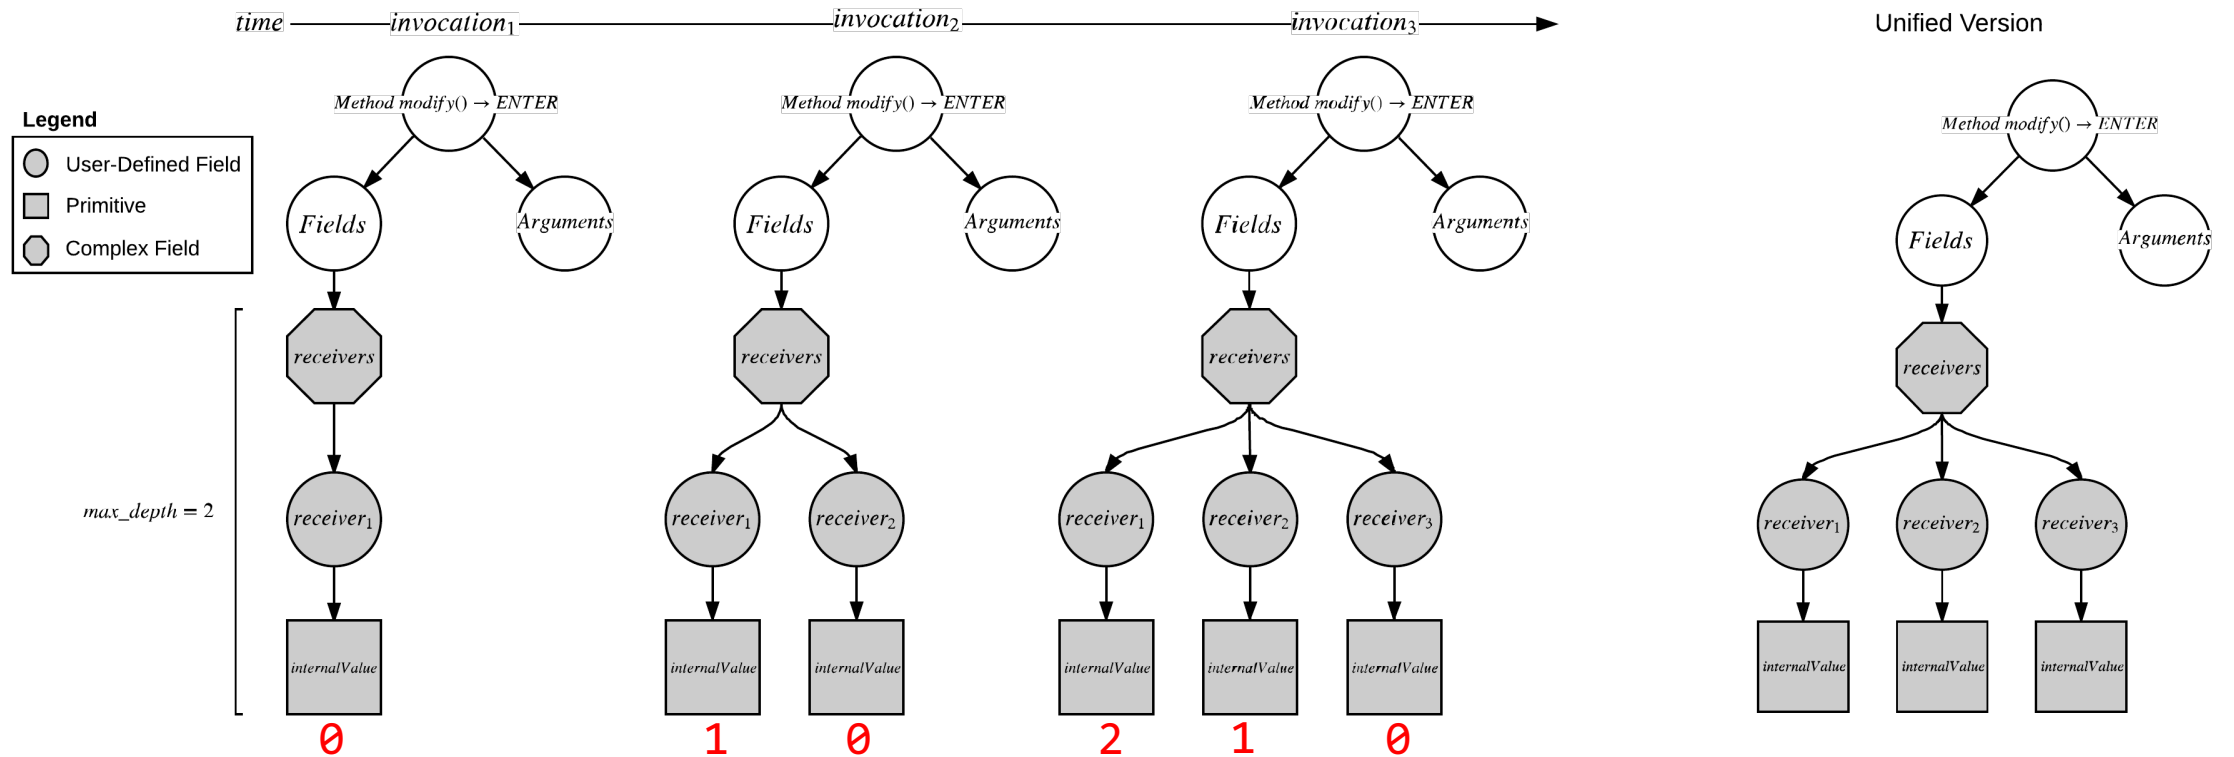 time invocation₁ invocation₂ invocation₃ Unified Version
Method modify() → ENTER Method modify() → ENTER Method modify() → ENTER Method modify() → ENTER
Legend
User-Defined Field
Primitive
Complex Field
Fields Arguments Fields Arguments Fields Arguments Fields Arguments
receivers receivers receivers receivers
max_depth = 2
receiver₁ receiver₁ receiver₂ receiver₁ receiver₂ receiver₃ receiver₁ receiver₂ receiver₃
internalValue internalValue internalValue internalValue internalValue internalValue internalValue internalValue internalValue
0 1 0 2 1 0